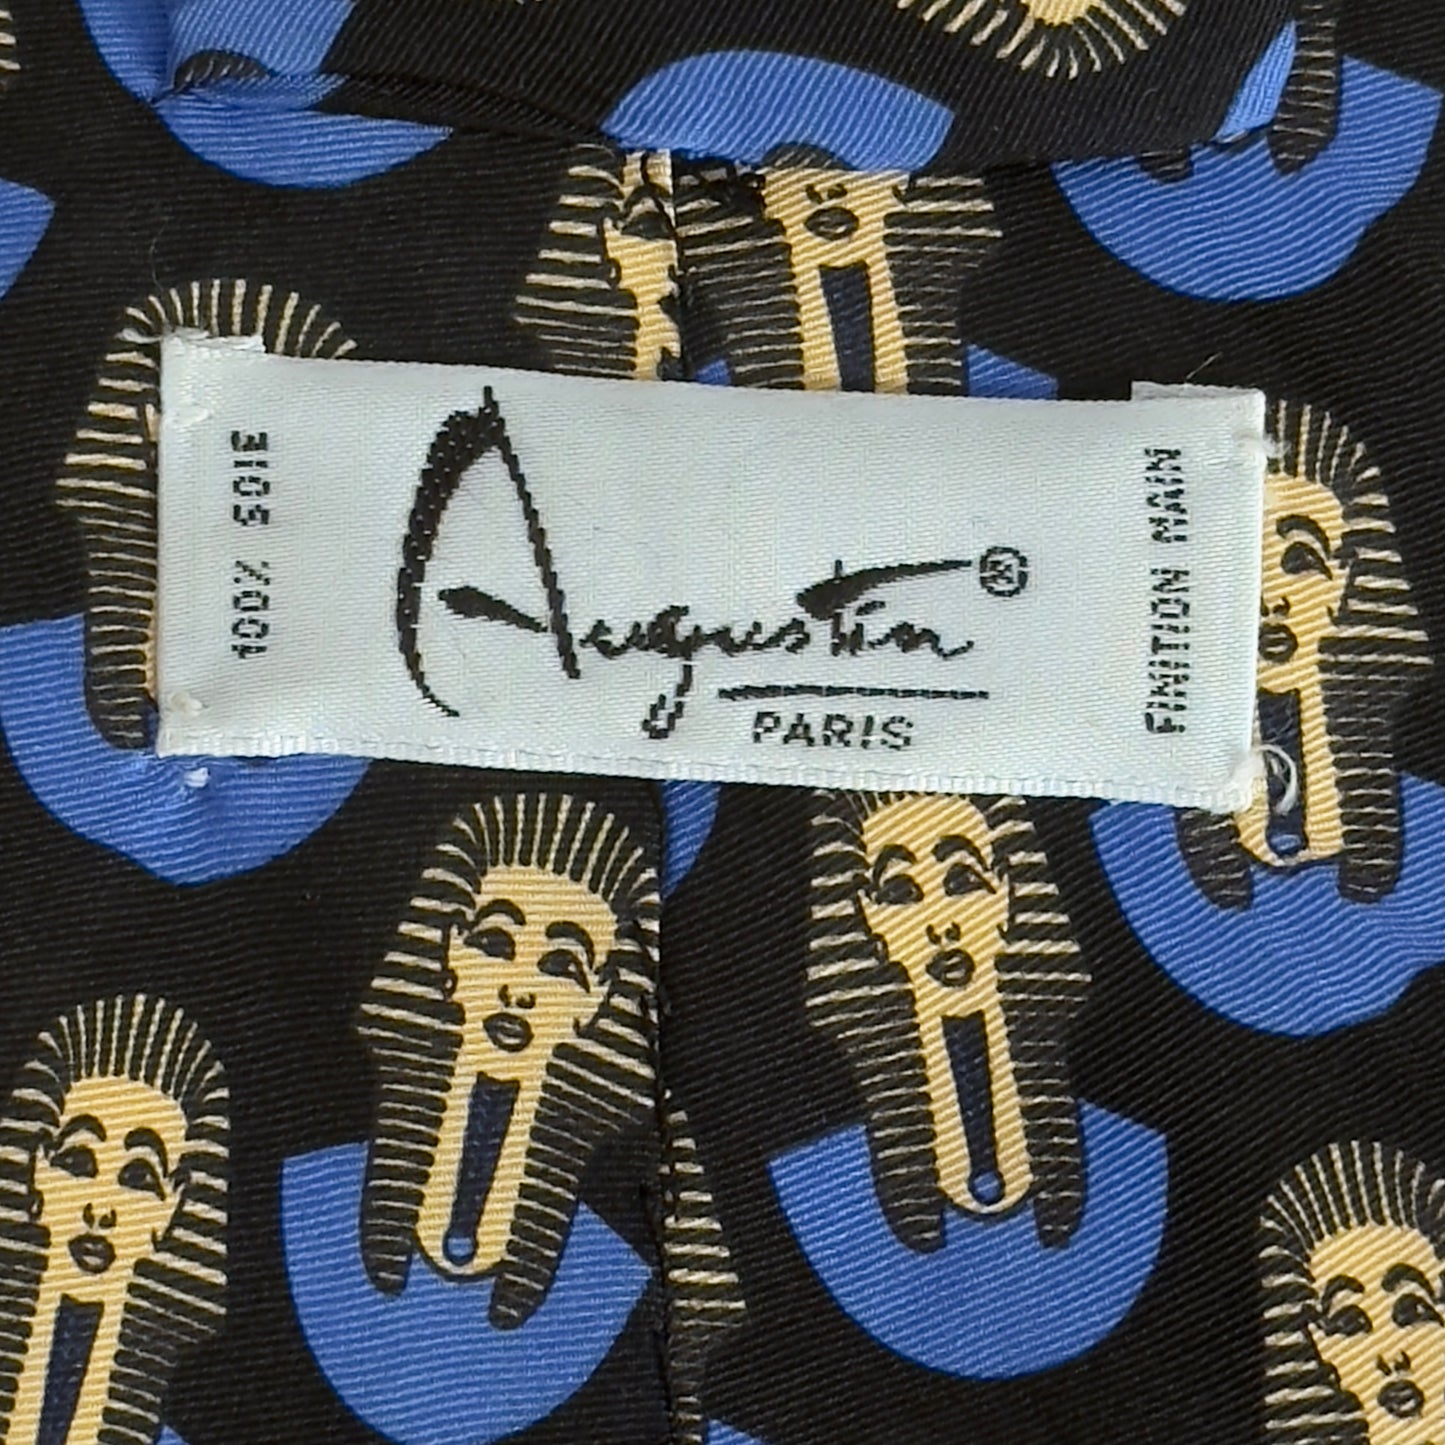 100% SOIE
Augustin ®
PARIS
FINITION MAIN